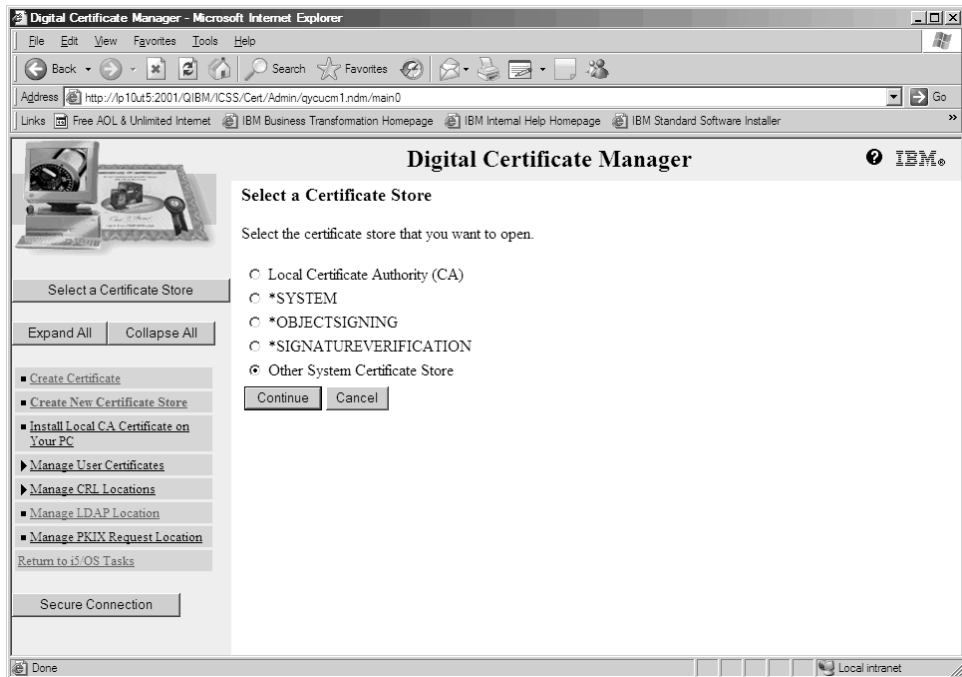 Digital Certificate Manager - Microsoft Internet Explorer
File Edit View Favorites Tools Help
Back Search Favorites
Address http://lp10ut5:2001/QIBM/ICSS/Cert/Admin/qycucm1.ndm/main0 Go
Links Free AOL & Unlimited Internet IBM Business Transformation Homepage IBM Internal Help Homepage IBM Standard Software Installer »
Digital Certificate Manager
? IBM®
Select a Certificate Store
Expand All Collapse All
Create Certificate
Create New Certificate Store
Install Local CA Certificate on
Your PC
Manage User Certificates
Manage CRL Locations
Manage LDAP Location
Manage PKIX Request Location
Return to i5/OS Tasks
Secure Connection
Select a Certificate Store
Select the certificate store that you want to open.
Local Certificate Authority (CA)
*SYSTEM
*OBJECTSIGNING
*SIGNATUREVERIFICATION
Other System Certificate Store
Continue Cancel
Done Local intranet